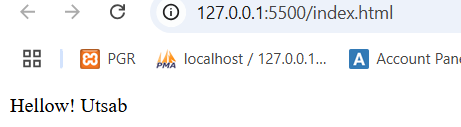 127.0.0.1:5500/index.html
PGR localhost / 127.0.0.1... Account Pane
Hellow! Utsab